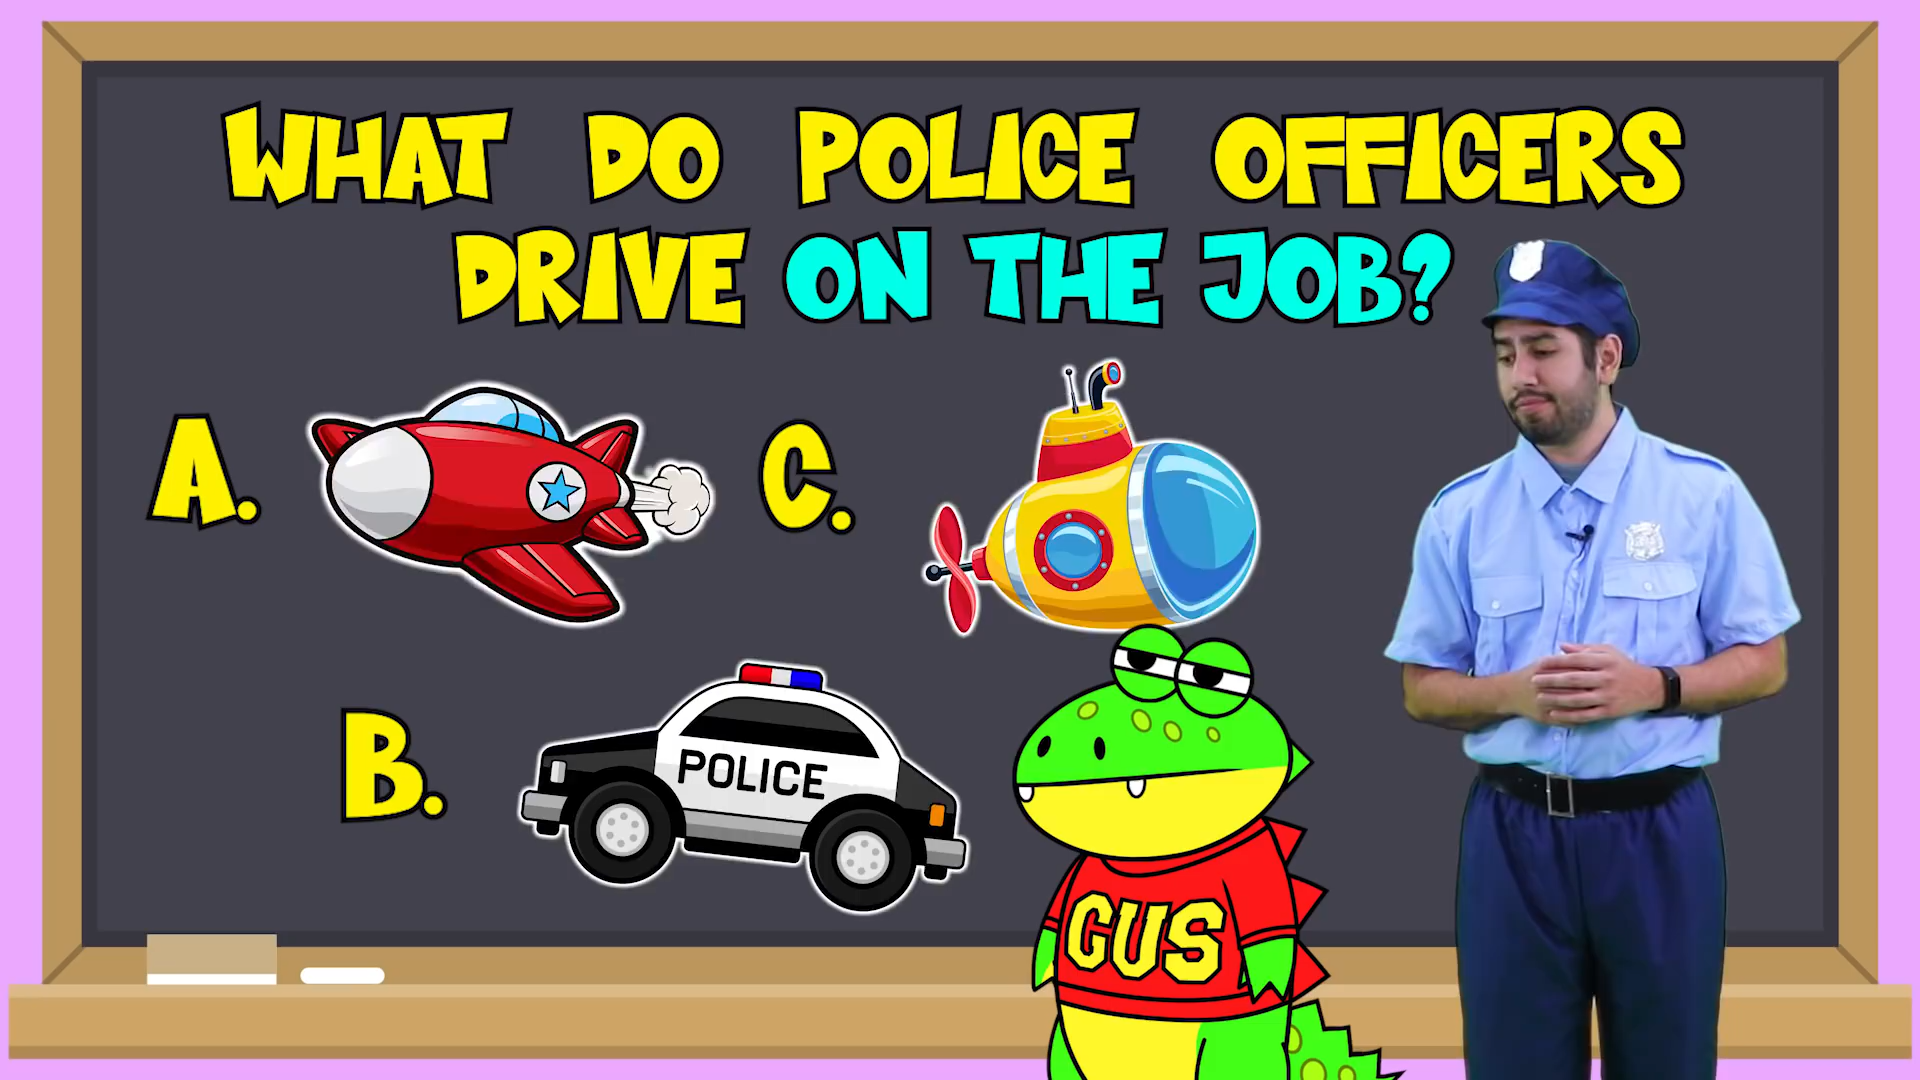 WHAT DO POLICE OFFICERS
DRIVE ON THE JOB?
A.
C.
B.
POLICE
GUS